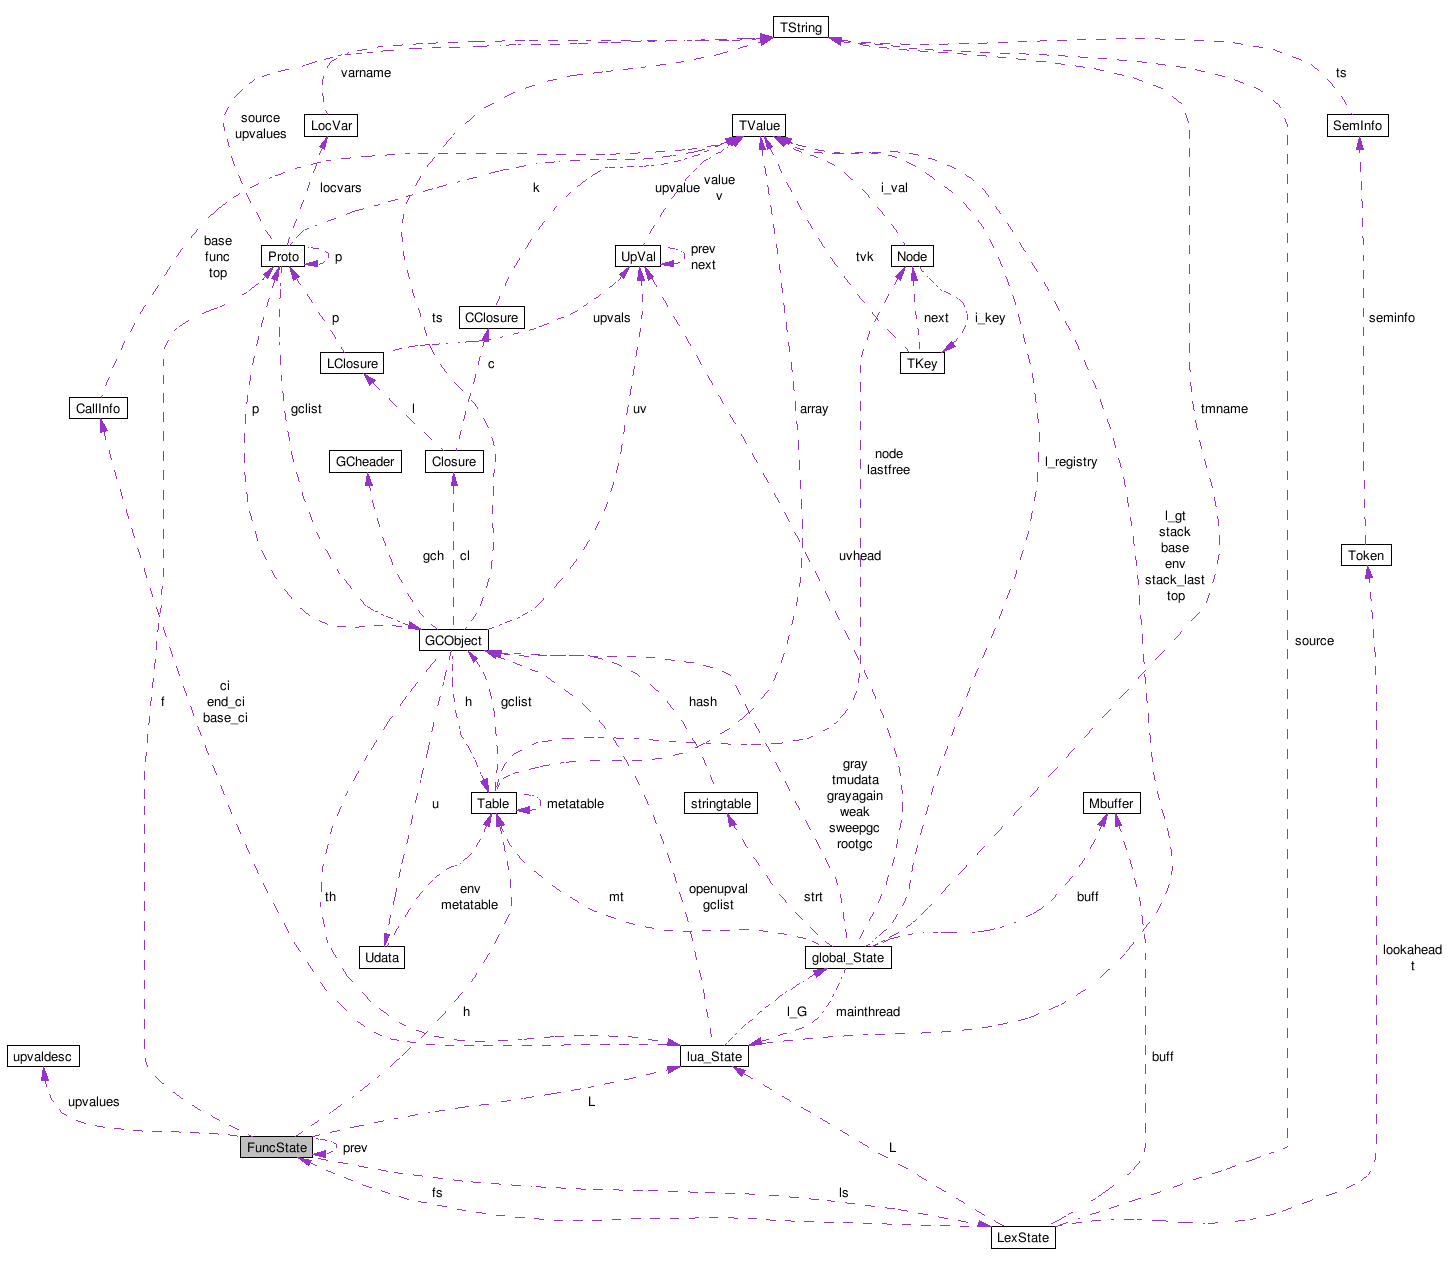 TString
varname
ts
source
upvalues
LocVar
TValue
SemInfo
locvars
k
upvalue
value
v
i_val
base
func
top
Proto
p
UpVal
prev
next
tvk
Node
p
ts
CClosure
upvals
next
i_key
seminfo
LClosure
c
TKey
CallInfo
p
gclist
l
uv
array
tmname
GCheader
Closure
node
lastfree
l_registry
gch
cl
uvhead
l_gt
stack
base
env
stack_last
top
Token
GCObject
source
ci
end_ci
base_ci
f
h
gclist
hash
u
Table
metatable
stringtable
gray
tmudata
grayagain
weak
sweepgc
rootgc
Mbuffer
th
env
metatable
mt
openupval
gclist
strt
buff
Udata
global_State
lookahead
t
h
l_G
mainthread
upvaldesc
lua_State
buff
upvalues
L
FuncState
prev
L
fs
ls
LexState